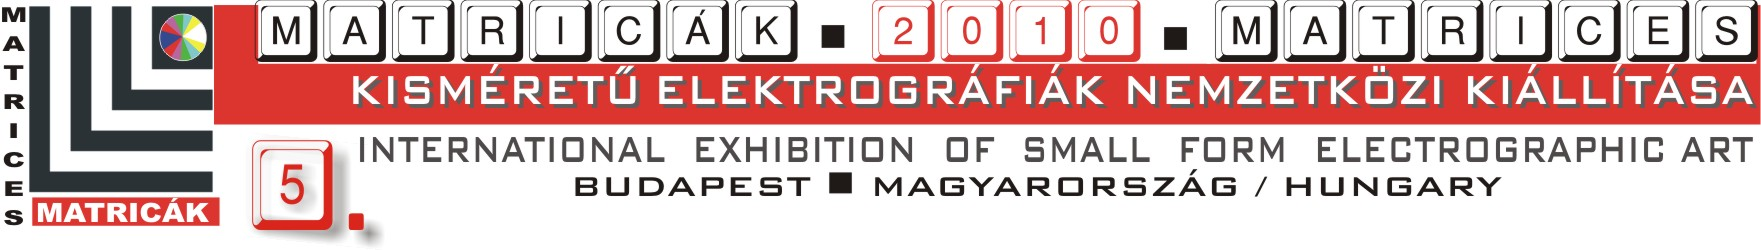 MATRICES
MATRICÁK
MATRICÁK ■ 2010 ■ MATRICES
KISMÉRETŰ ELEKTROGRÁFIÁK NEMZETKÖZI KIÁLLÍTÁSA
5.
INTERNATIONAL EXHIBITION OF SMALL FORM ELECTROGRAPHIC ART
BUDAPEST ■ MAGYARORSZÁG / HUNGARY